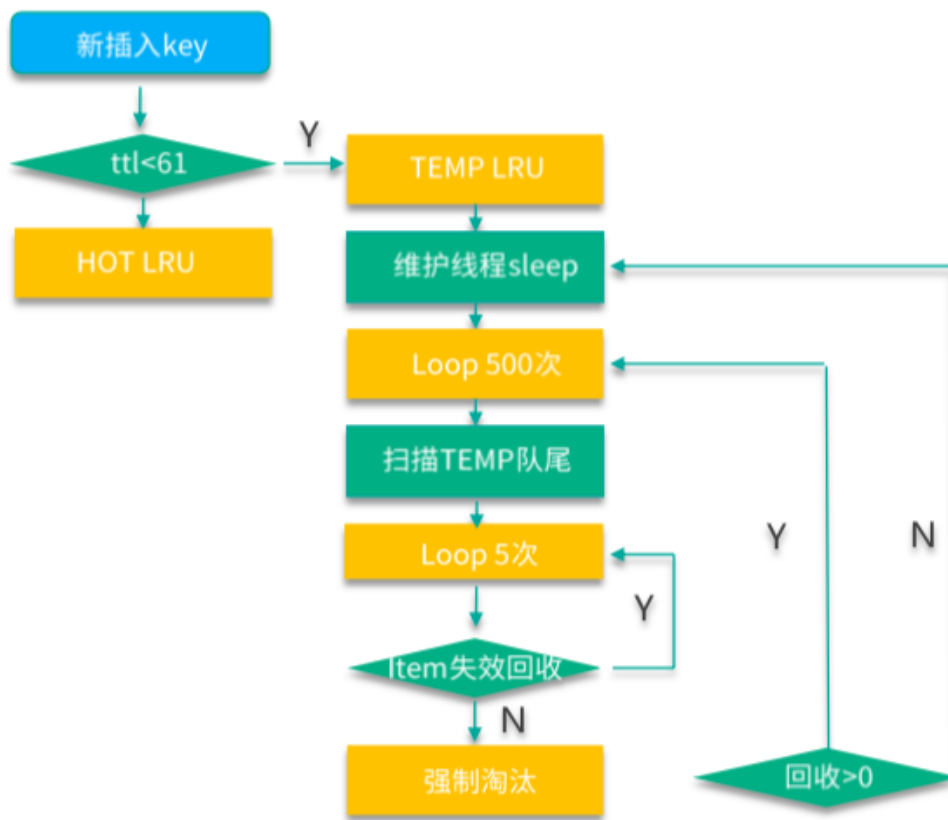 新插入key
ttl<61
Y
TEMP LRU
HOT LRU
维护线程sleep
Loop 500次
扫描TEMP队尾
Loop 5次
Y
N
Y
Item失效回收
N
强制淘汰
回收>0